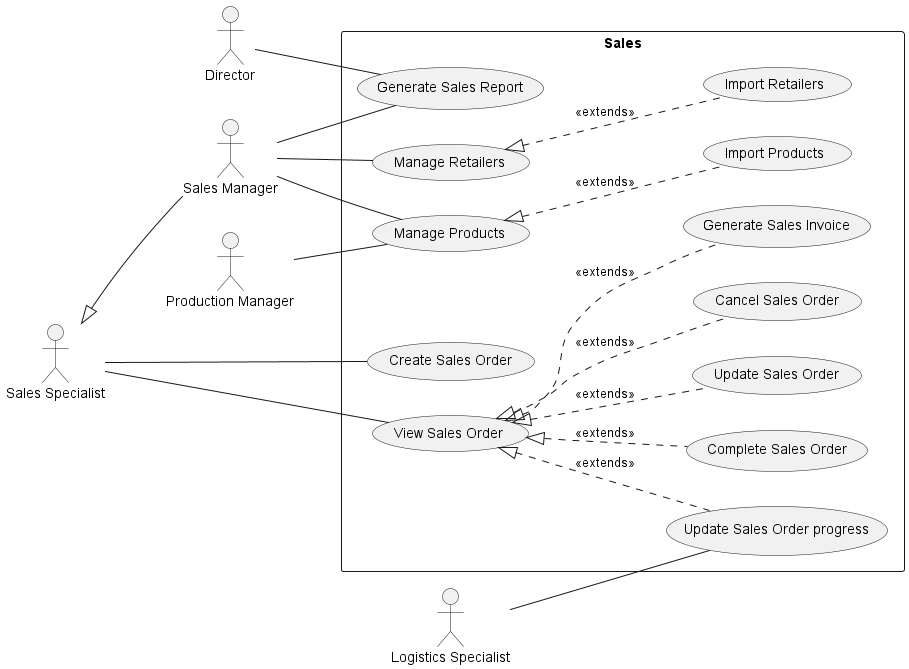 Director
Sales
Generate Sales Report
Import Retailers
«extends»
Sales Manager
Manage Retailers
Import Products
«extends»
Manage Products
Generate Sales Invoice
Production Manager
«extends»
Cancel Sales Order
«extends»
Sales Specialist
Create Sales Order
Update Sales Order
«extends»
View Sales Order
«extends»
Complete Sales Order
«extends»
Update Sales Order progress
Logistics Specialist